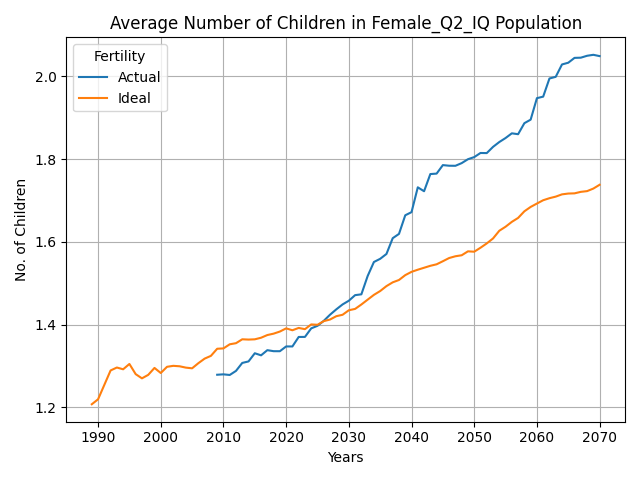 Average Number of Children in Female_Q2_IQ Population
Fertility
Actual
Ideal
No. of Children
2.0
1.8
1.6
1.4
1.2
1990 2000 2010 2020 2030 2040 2050 2060 2070
Years